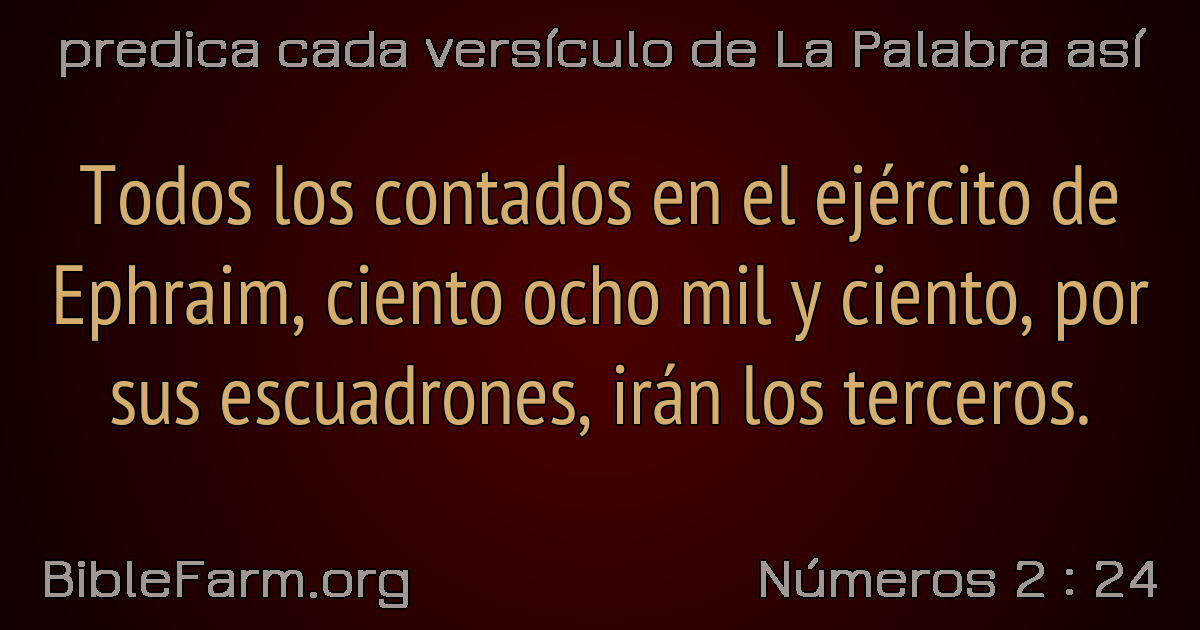 predica cada versículo de La Palabra así
Todos los contados en el ejército de
Ephraim, ciento ocho mil y ciento, por
sus escuadrones, irán los terceros.
BibleFarm.org
Números 2 : 24